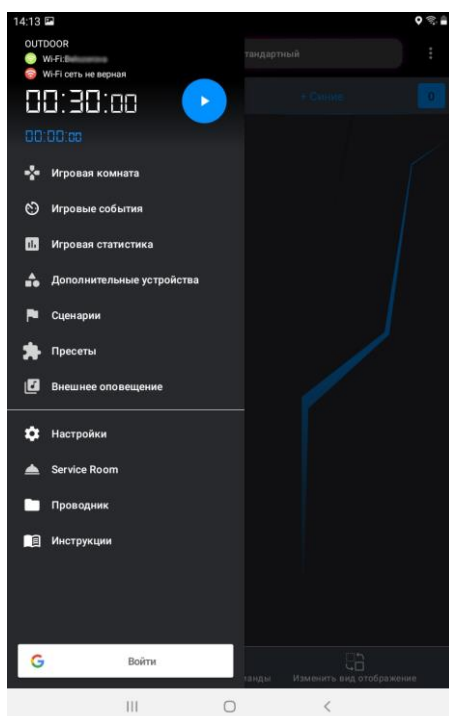 14:13
OUTDOOR
Wi-Fi:
Wi-Fi сеть не верная
00:30:00
00:00:00
тандартный
+ Синие
0
Игровая комната
Игровые события
Игровая статистика
Дополнительные устройства
Сценарии
Пресеты
Внешнее оповещение
Настройки
Service Room
Проводник
Инструкции
Войти
анды
Изменить вид отображение